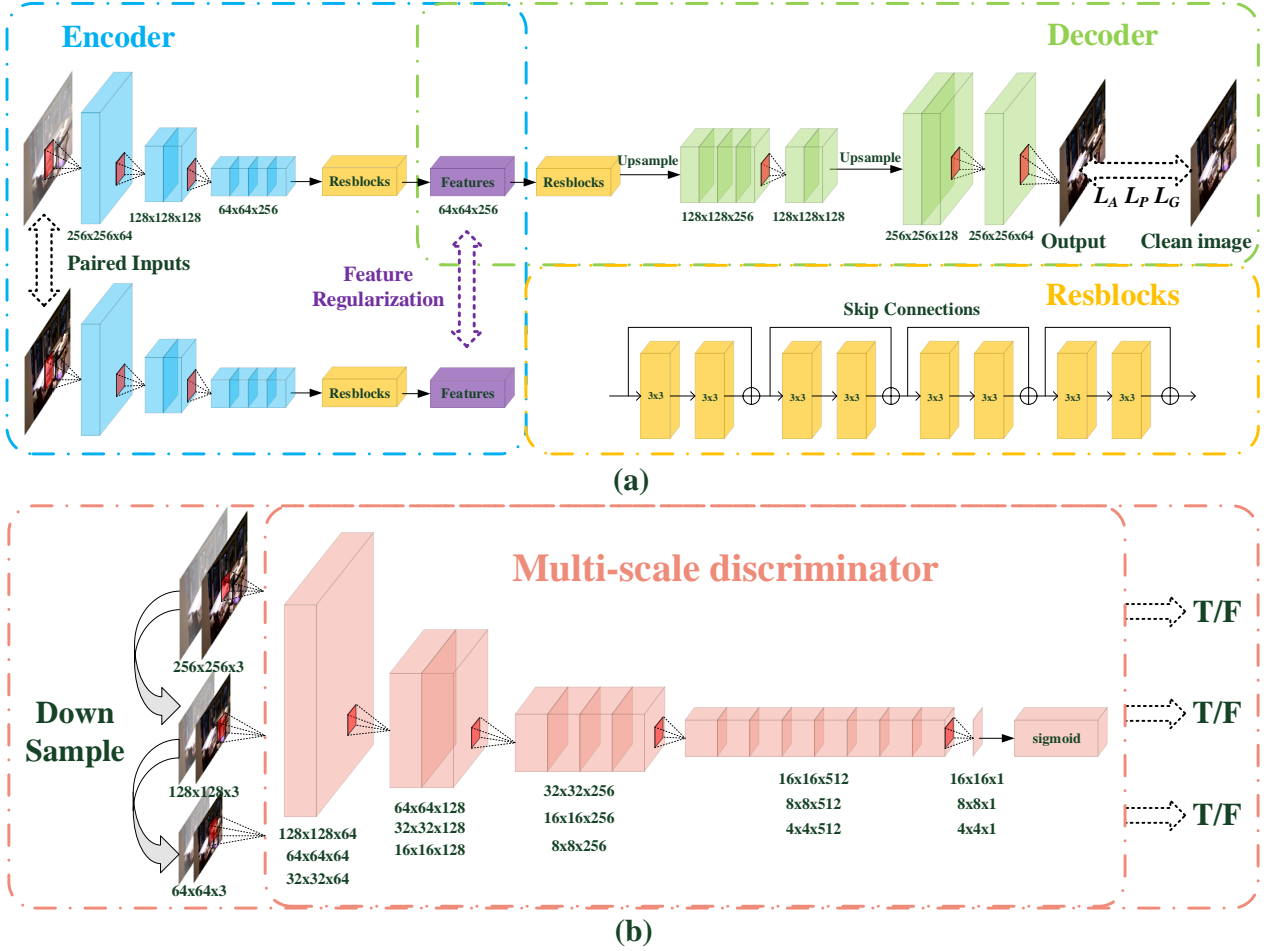 Encoder
Decoder
Resblocks
Features
Resblocks
Upsample
Upsample
256x256x64
128x128x128
64x64x256
64x64x256
128x128x256
128x128x128
256x256x128
256x256x64
L_A L_P L_G
Output
Clean image
Paired Inputs
Feature
Regularization
Resblocks
Features
Resblocks
Skip Connections
3x3
3x3
3x3
3x3
3x3
3x3
3x3
3x3
(a)
Multi-scale discriminator
Down
Sample
256x256x3
128x128x3
64x64x3
128x128x64
64x64x64
32x32x64
64x64x128
32x32x128
16x16x128
32x32x256
16x16x256
8x8x256
16x16x512
8x8x512
4x4x512
16x16x1
8x8x1
4x4x1
sigmoid
T/F
T/F
T/F
(b)